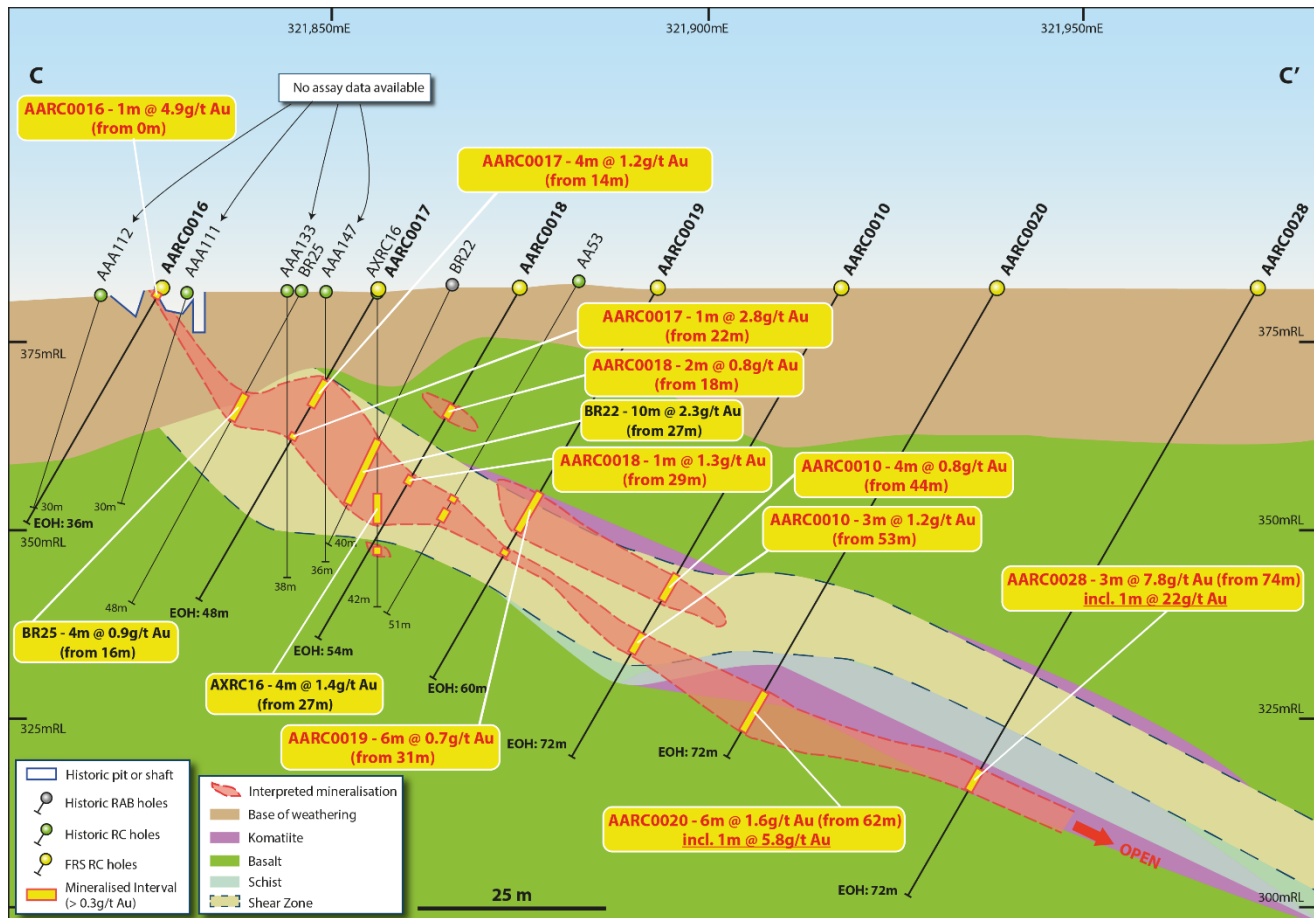 321,850mE
321,900mE
321,950mE
C
C’
No assay data available
AARC0016 - 1m @ 4.9g/t Au
(from 0m)
AARC0017 - 4m @ 1.2g/t Au
(from 14m)
AAA112
AARC0016
AAA111
AAA133
BR25
AAA147
AXRC16
AARC0017
BR22
AARC0018
AA53
AARC0019
AARC0010
AARC0020
AARC0028
375mRL
375mRL
AARC0017 - 1m @ 2.8g/t Au
(from 22m)
AARC0018 - 2m @ 0.8g/t Au
(from 18m)
BR22 - 10m @ 2.3g/t Au
(from 27m)
AARC0018 - 1m @ 1.3g/t Au
(from 29m)
AARC0010 - 4m @ 0.8g/t Au
(from 44m)
AARC0010 - 3m @ 1.2g/t Au
(from 53m)
AARC0028 - 3m @ 7.8g/t Au (from 74m)
incl. 1m @ 22g/t Au
30m
EOH: 36m
30m
350mRL
350mRL
40m
36m
38m
48m
EOH: 48m
42m
51m
EOH: 54m
EOH: 60m
BR25 - 4m @ 0.9g/t Au
(from 16m)
AXRC16 - 4m @ 1.4g/t Au
(from 27m)
AARC0019 - 6m @ 0.7g/t Au
(from 31m)
325mRL
325mRL
EOH: 72m
EOH: 72m
AARC0020 - 6m @ 1.6g/t Au (from 62m)
incl. 1m @ 5.8g/t Au
OPEN
EOH: 72m
300mRL
25 m
Historic pit or shaft
Historic RAB holes
Historic RC holes
FRS RC holes
Mineralised Interval
(> 0.3g/t Au)
Interpreted mineralisation
Base of weathering
Komatiite
Basalt
Schist
Shear Zone